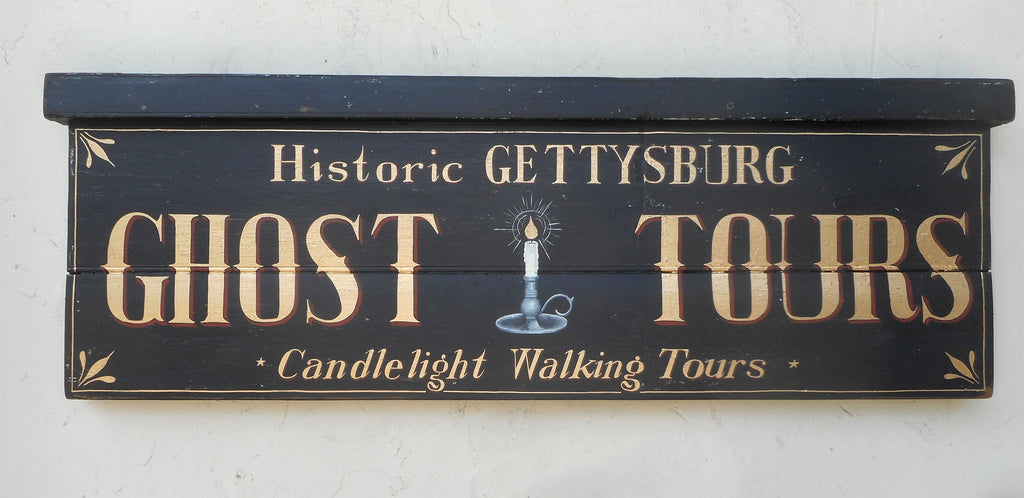 Historic GETTYSBURG
GHOST TOURS
* Candlelight Walking Tours *